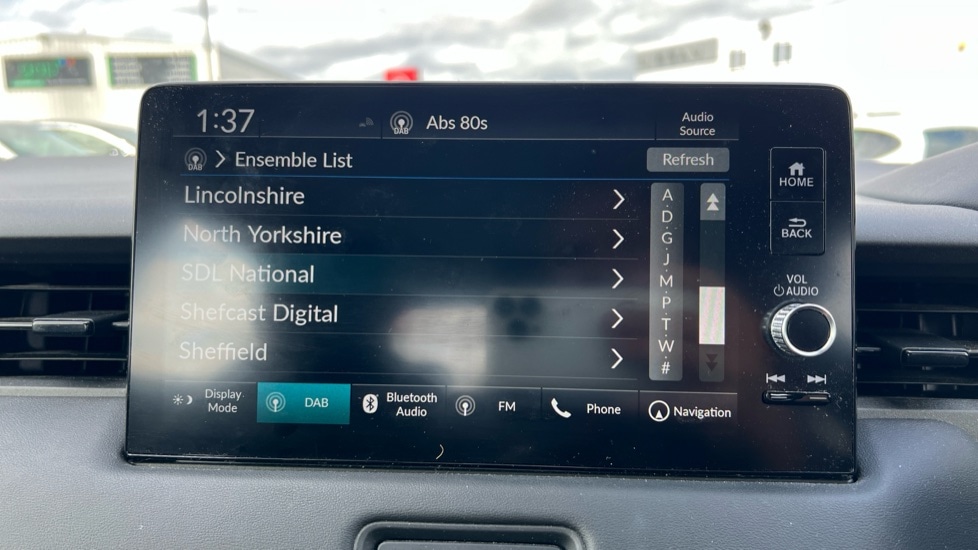 1:37
DAB
Abs 80s
Audio
Source
DAB
Ensemble List
Refresh
Lincolnshire
North Yorkshire
SDL National
Shefcast Digital
Sheffield
A
D
G
J
M
P
T
W
#
HOME
BACK
VOL
AUDIO
Display
Mode
DAB
Bluetooth
Audio
FM
Phone
Navigation